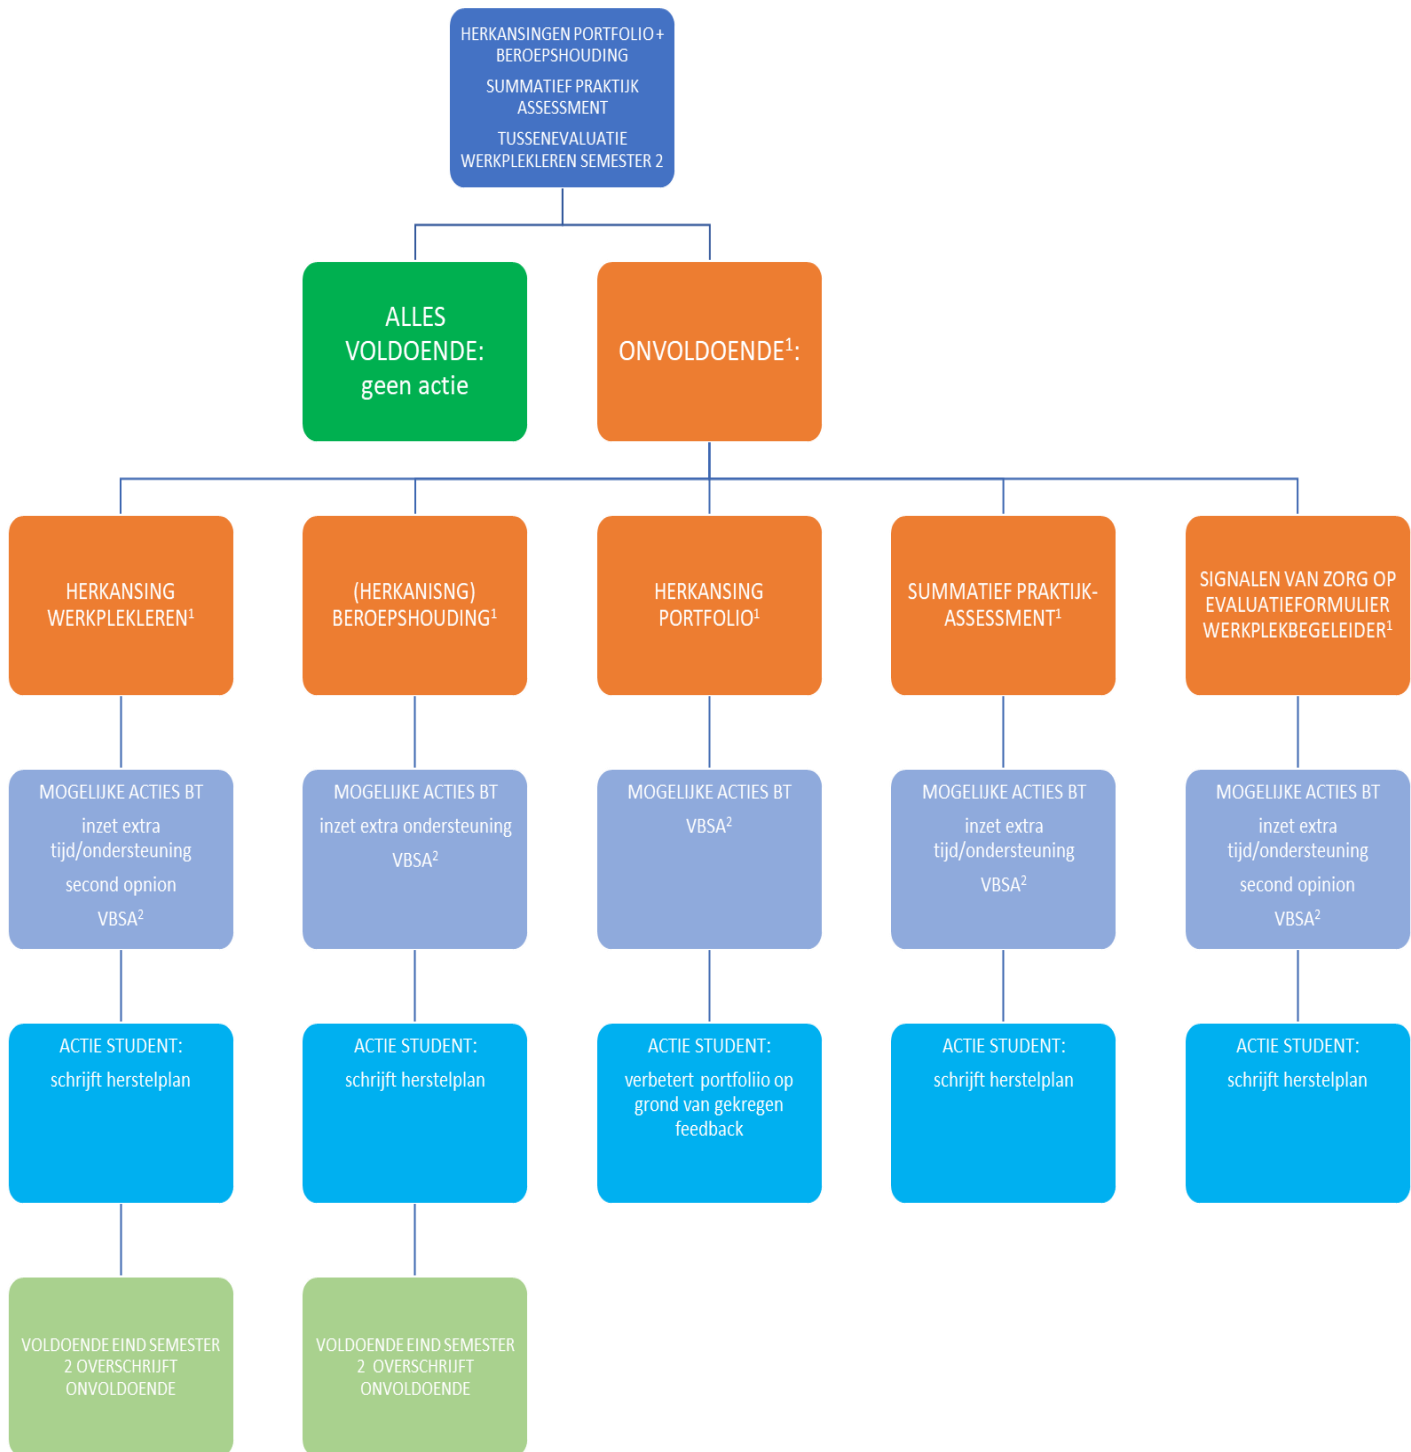 HERKANSINGEN PORTFOLIO +
BEROEPSHOUDING
SUMMATIEF PRAKTIJK
ASSESSMENT
TUSSENEVALUATIE
WERKPLEKLEREN SEMESTER 2
ALLES
VOLDOENDE:
geen actie
ONVOLDOENDE¹:
HERKANSING
WERKPLEKLEREN¹
(HERKANISNG)
BEROEPSHOUDING¹
HERKANSING
PORTFOLIO¹
SUMMATIEF PRAKTIJK-
ASSESSMENT¹
SIGNALEN VAN ZORG OP
EVALUATIEFORMULIER
WERKPLEKBEGELEIDER¹
MOGELIJKE ACTIES BT
inzet extra
tijd/ondersteuning
second opnion
VBSA²
MOGELIJKE ACTIES BT
inzet extra ondersteuning
VBSA²
MOGELIJKE ACTIES BT
VBSA²
MOGELIJKE ACTIES BT
inzet extra
tijd/ondersteuning
VBSA²
MOGELIJKE ACTIES BT
inzet extra
tijd/ondersteuning
second opinion
VBSA²
ACTIE STUDENT:
schrijft herstelplan
ACTIE STUDENT:
schrijft herstelplan
ACTIE STUDENT:
verbetert portfoliio op
grond van gekregen
feedback
ACTIE STUDENT:
schrijft herstelplan
ACTIE STUDENT:
schrijft herstelplan
VOLDOENDE EIND SEMESTER
2 OVERSCHRIJFT
ONVOLDOENDE
VOLDOENDE EIND SEMESTER
2 OVERSCHRIJFT
ONVOLDOENDE